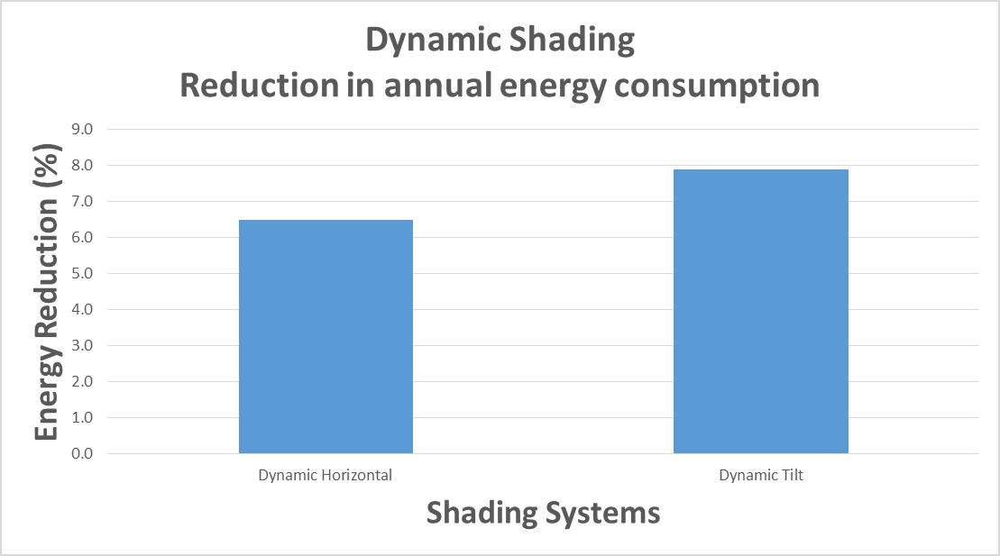 Dynamic Shading
Reduction in annual energy consumption
Energy Reduction (%)
9.0
8.0
7.0
6.0
5.0
4.0
3.0
2.0
1.0
0.0
Dynamic Horizontal
Dynamic Tilt
Shading Systems